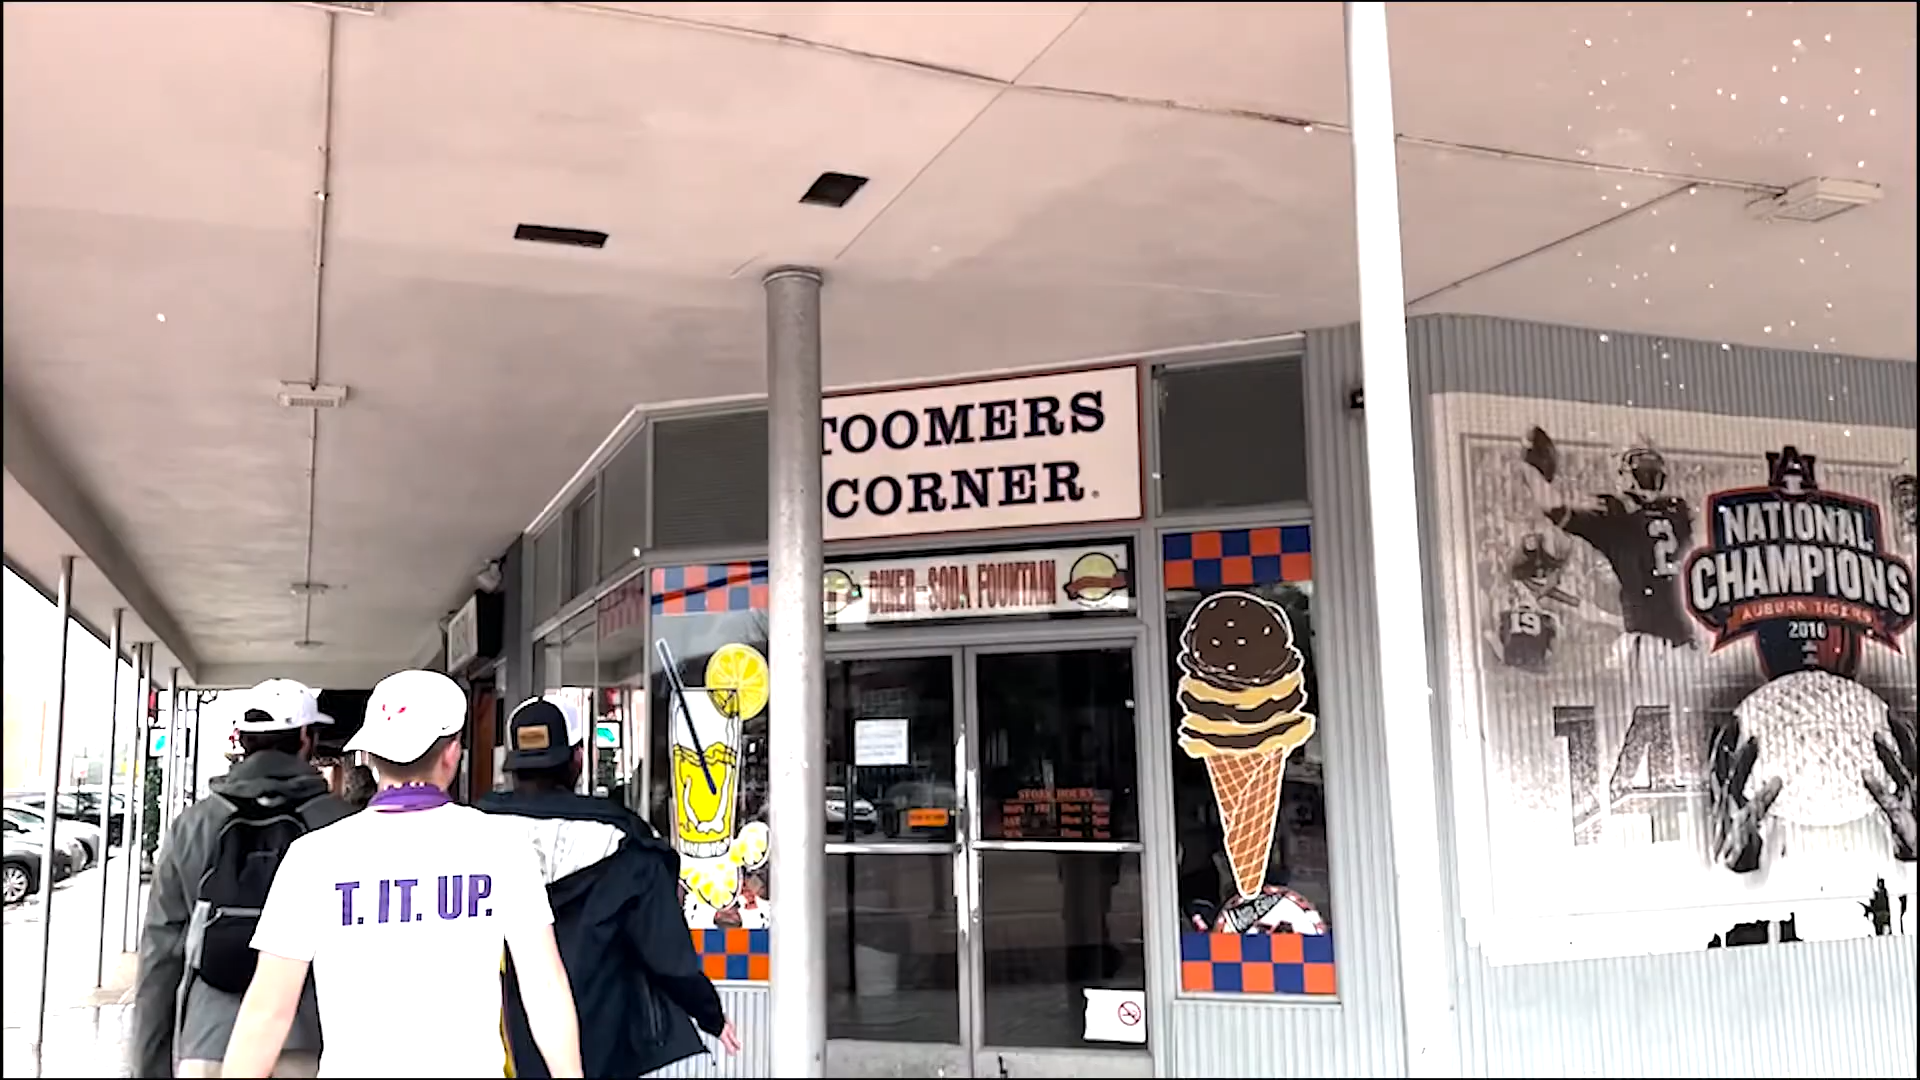 TOOMERS
CORNER
DINER-SODA FOUNTAIN
NATIONAL
CHAMPIONS
AUBURN TIGERS
2010
2
19
14
T. IT. UP.
STORE HOURS